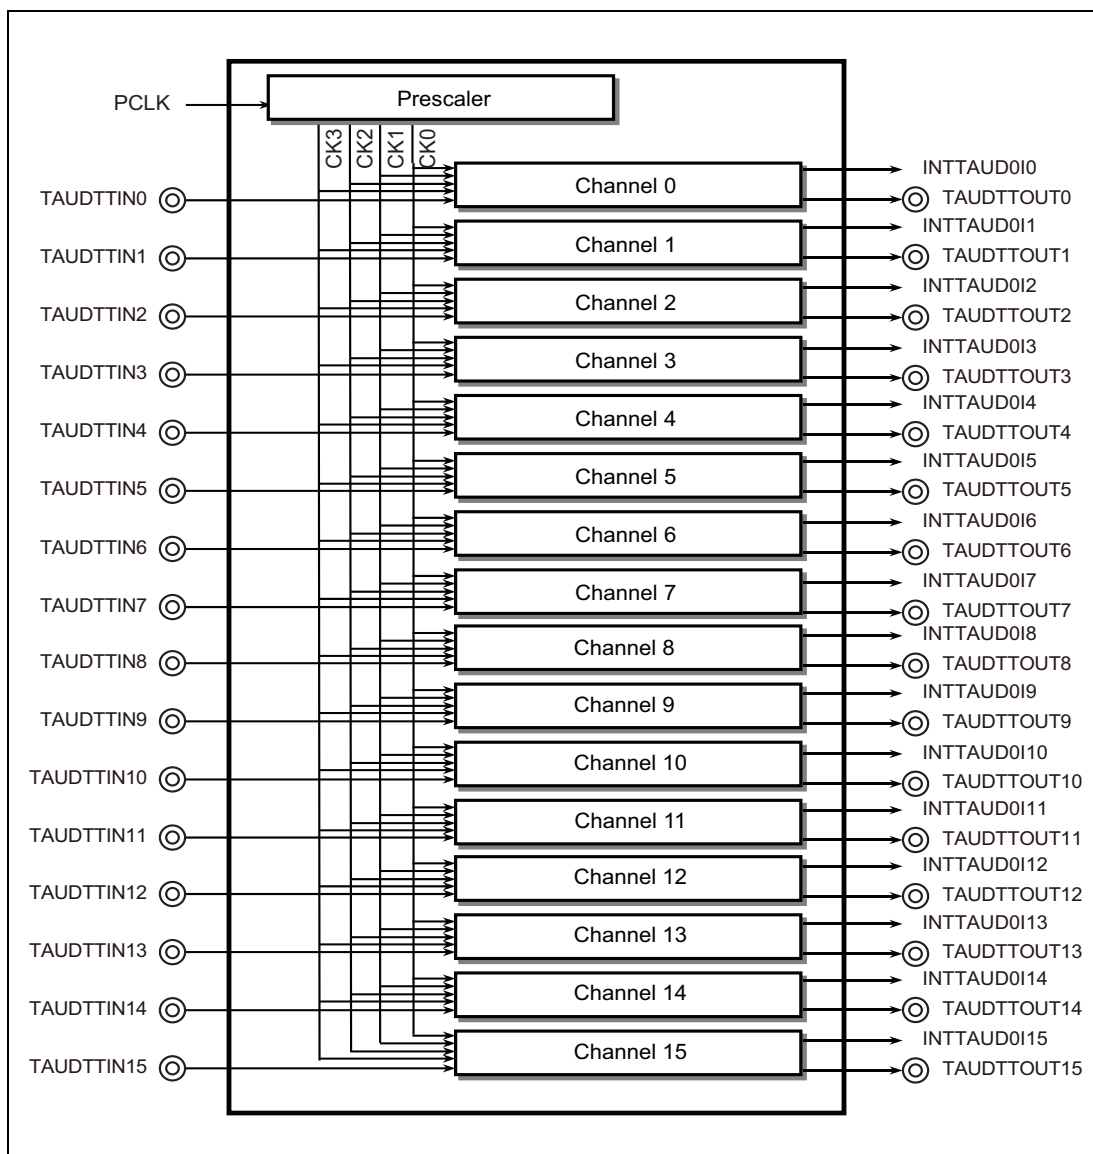 Prescaler
PCLK
CK3
CK2
CK1
CK0
TAUDTTIN0
Channel 0
INTTAUD0I0
TAUDTTOUT0
TAUDTTIN1
Channel 1
INTTAUD0I1
TAUDTTOUT1
TAUDTTIN2
Channel 2
INTTAUD0I2
TAUDTTOUT2
TAUDTTIN3
Channel 3
INTTAUD0I3
TAUDTTOUT3
TAUDTTIN4
Channel 4
INTTAUD0I4
TAUDTTOUT4
TAUDTTIN5
Channel 5
INTTAUD0I5
TAUDTTOUT5
TAUDTTIN6
Channel 6
INTTAUD0I6
TAUDTTOUT6
TAUDTTIN7
Channel 7
INTTAUD0I7
TAUDTTOUT7
TAUDTTIN8
Channel 8
INTTAUD0I8
TAUDTTOUT8
TAUDTTIN9
Channel 9
INTTAUD0I9
TAUDTTOUT9
TAUDTTIN10
Channel 10
INTTAUD0I10
TAUDTTOUT10
TAUDTTIN11
Channel 11
INTTAUD0I11
TAUDTTOUT11
TAUDTTIN12
Channel 12
INTTAUD0I12
TAUDTTOUT12
TAUDTTIN13
Channel 13
INTTAUD0I13
TAUDTTOUT13
TAUDTTIN14
Channel 14
INTTAUD0I14
TAUDTTOUT14
TAUDTTIN15
Channel 15
INTTAUD0I15
TAUDTTOUT15